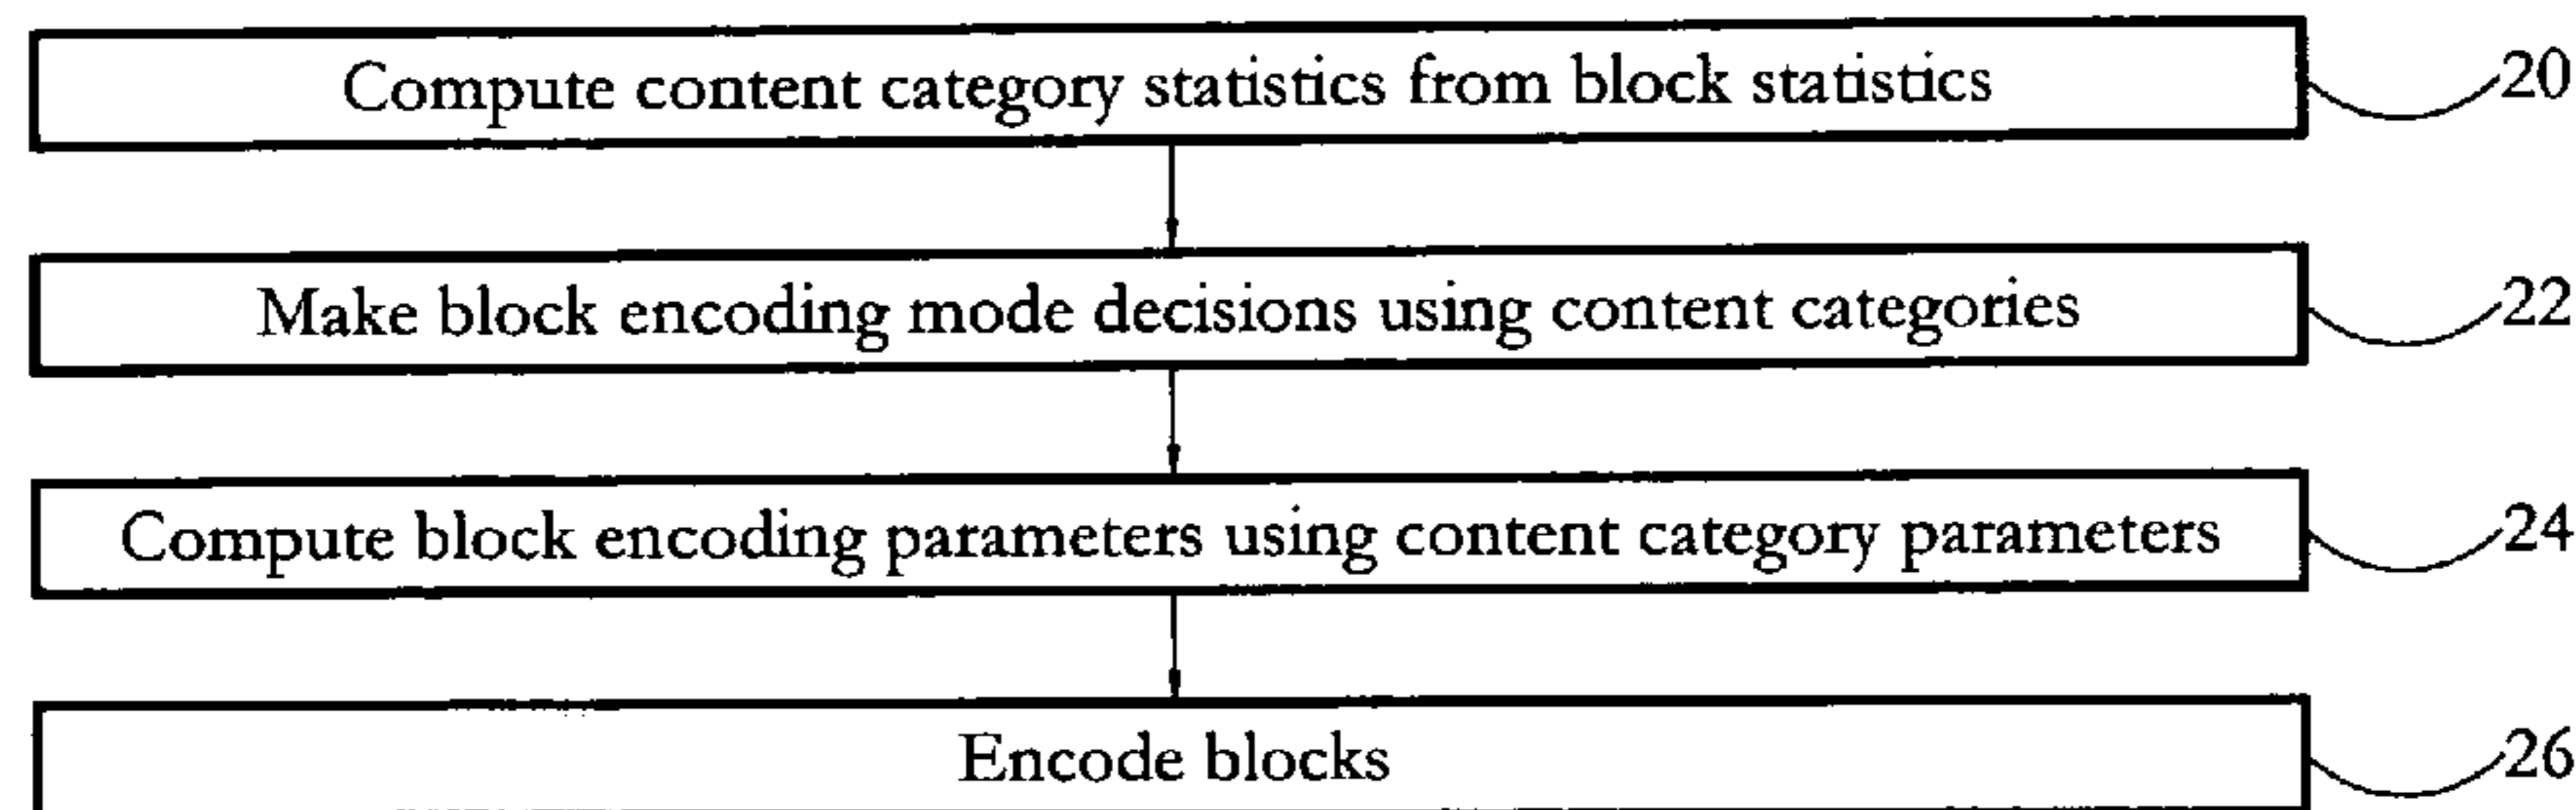 Compute content category statistics from block statistics 20
Make block encoding mode decisions using content categories 22
Compute block encoding parameters using content category parameters 24
Encode blocks 26